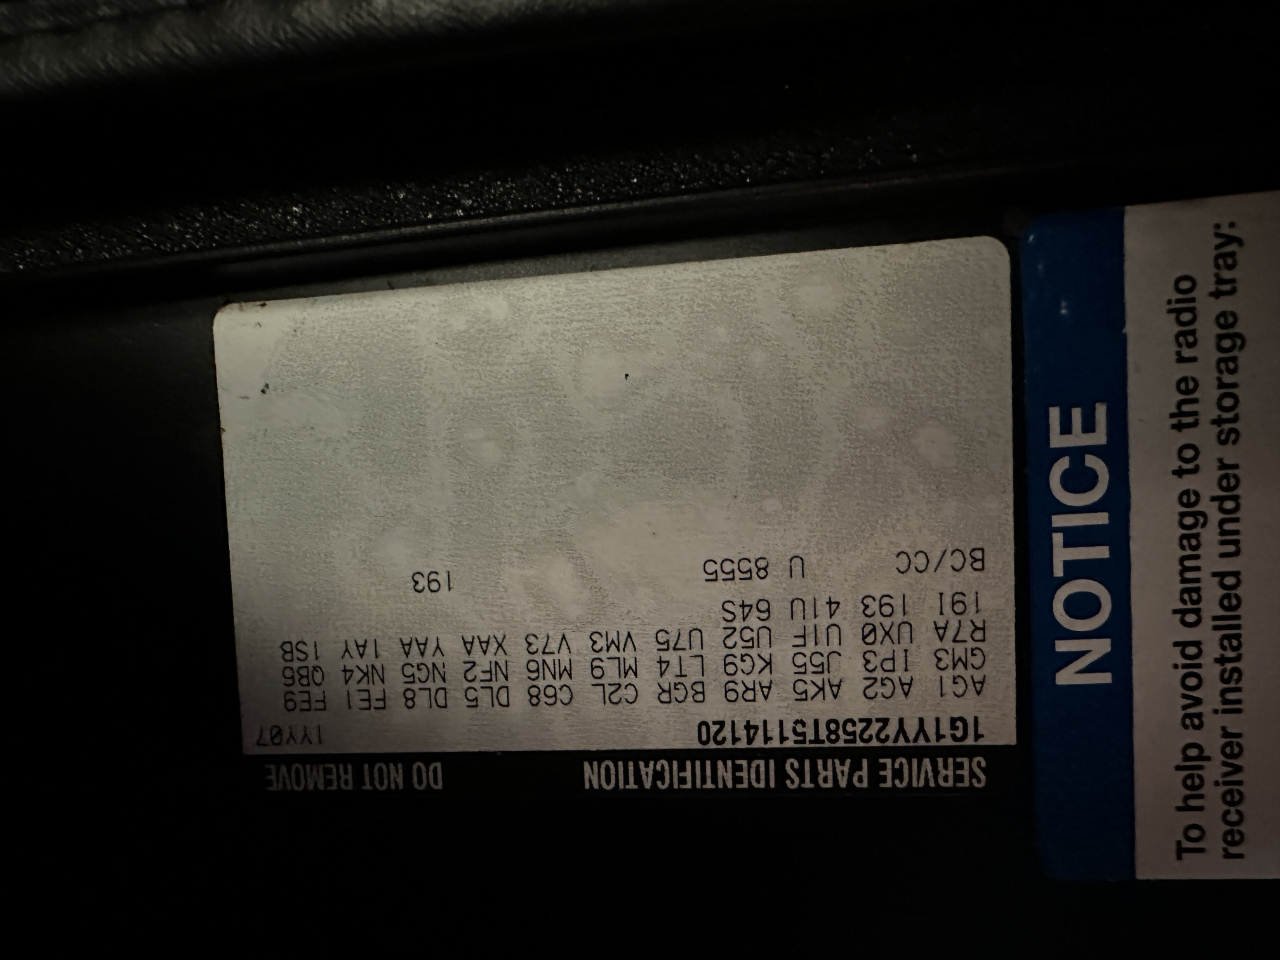 SERVICE PARTS IDENTIFICATION DO NOT REMOVE
1G1YY2258T5114120 1YY07
AG1 AG2 AK5 AR9 BGR C2L C68 DL5 DL8 FE1 FE9
GM3 IP3 J55 KG9 LT4 ML9 MN6 NF2 NG5 NK4 QB6
R7A UX0 U1F U52 U75 VM3 V73 XAA YAA 1AY 1SB
19I 193 41U 64S
BC/CC U 8555 193
NOTICE
To help avoid damage to the radio
receiver installed under storage tray: